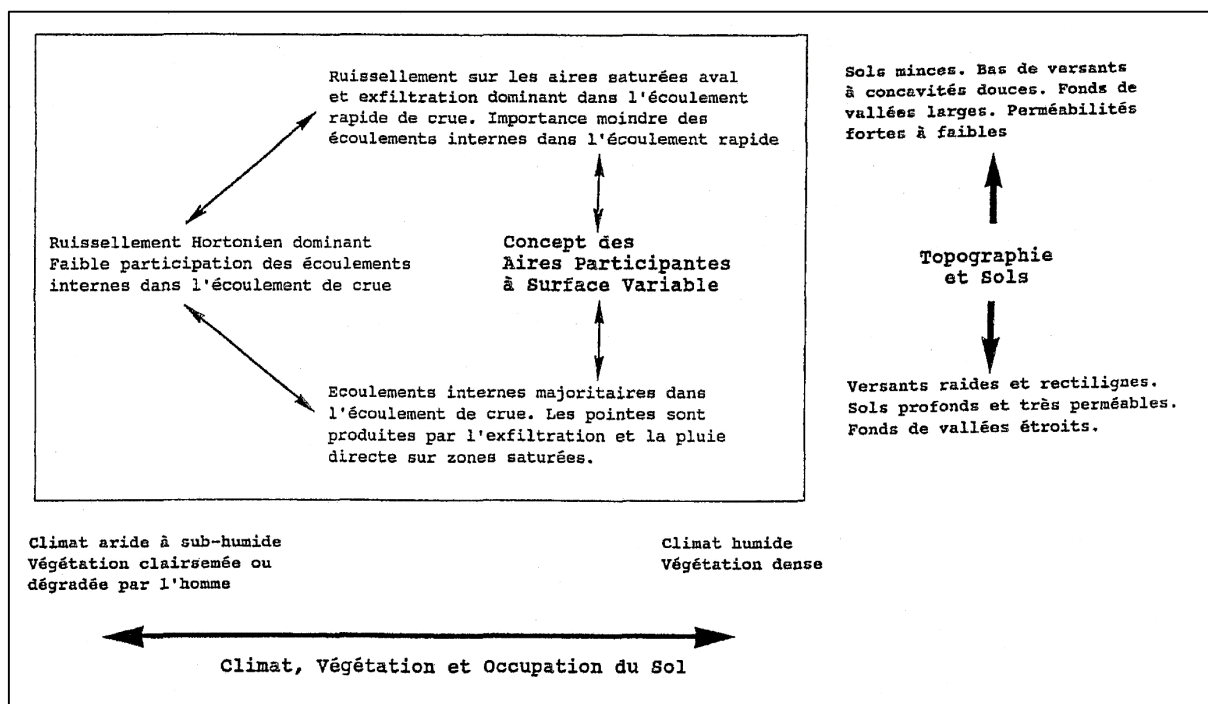 Ruissellement sur les aires saturées aval
et exfiltration dominant dans l'écoulement
rapide de crue. Importance moindre des
écoulements internes dans l'écoulement rapide
Sols minces. Bas de versants
à concavités douces. Fonds de
vallées larges. Perméabilités
fortes à faibles
Ruissellement Hortonien dominant
Faible participation des écoulements
internes dans l'écoulement de crue
Concept des
Aires Participantes
à Surface Variable
Topographie
et Sols
Ecoulements internes majoritaires dans
l'écoulement de crue. Les pointes sont
produites par l'exfiltration et la pluie
directe sur zones saturées.
Versants raides et rectilignes.
Sols profonds et très perméables.
Fonds de vallées étroits.
Climat aride à sub-humide
Végétation clairsemée ou
dégradée par l'homme
Climat humide
Végétation dense
Climat, Végétation et Occupation du Sol